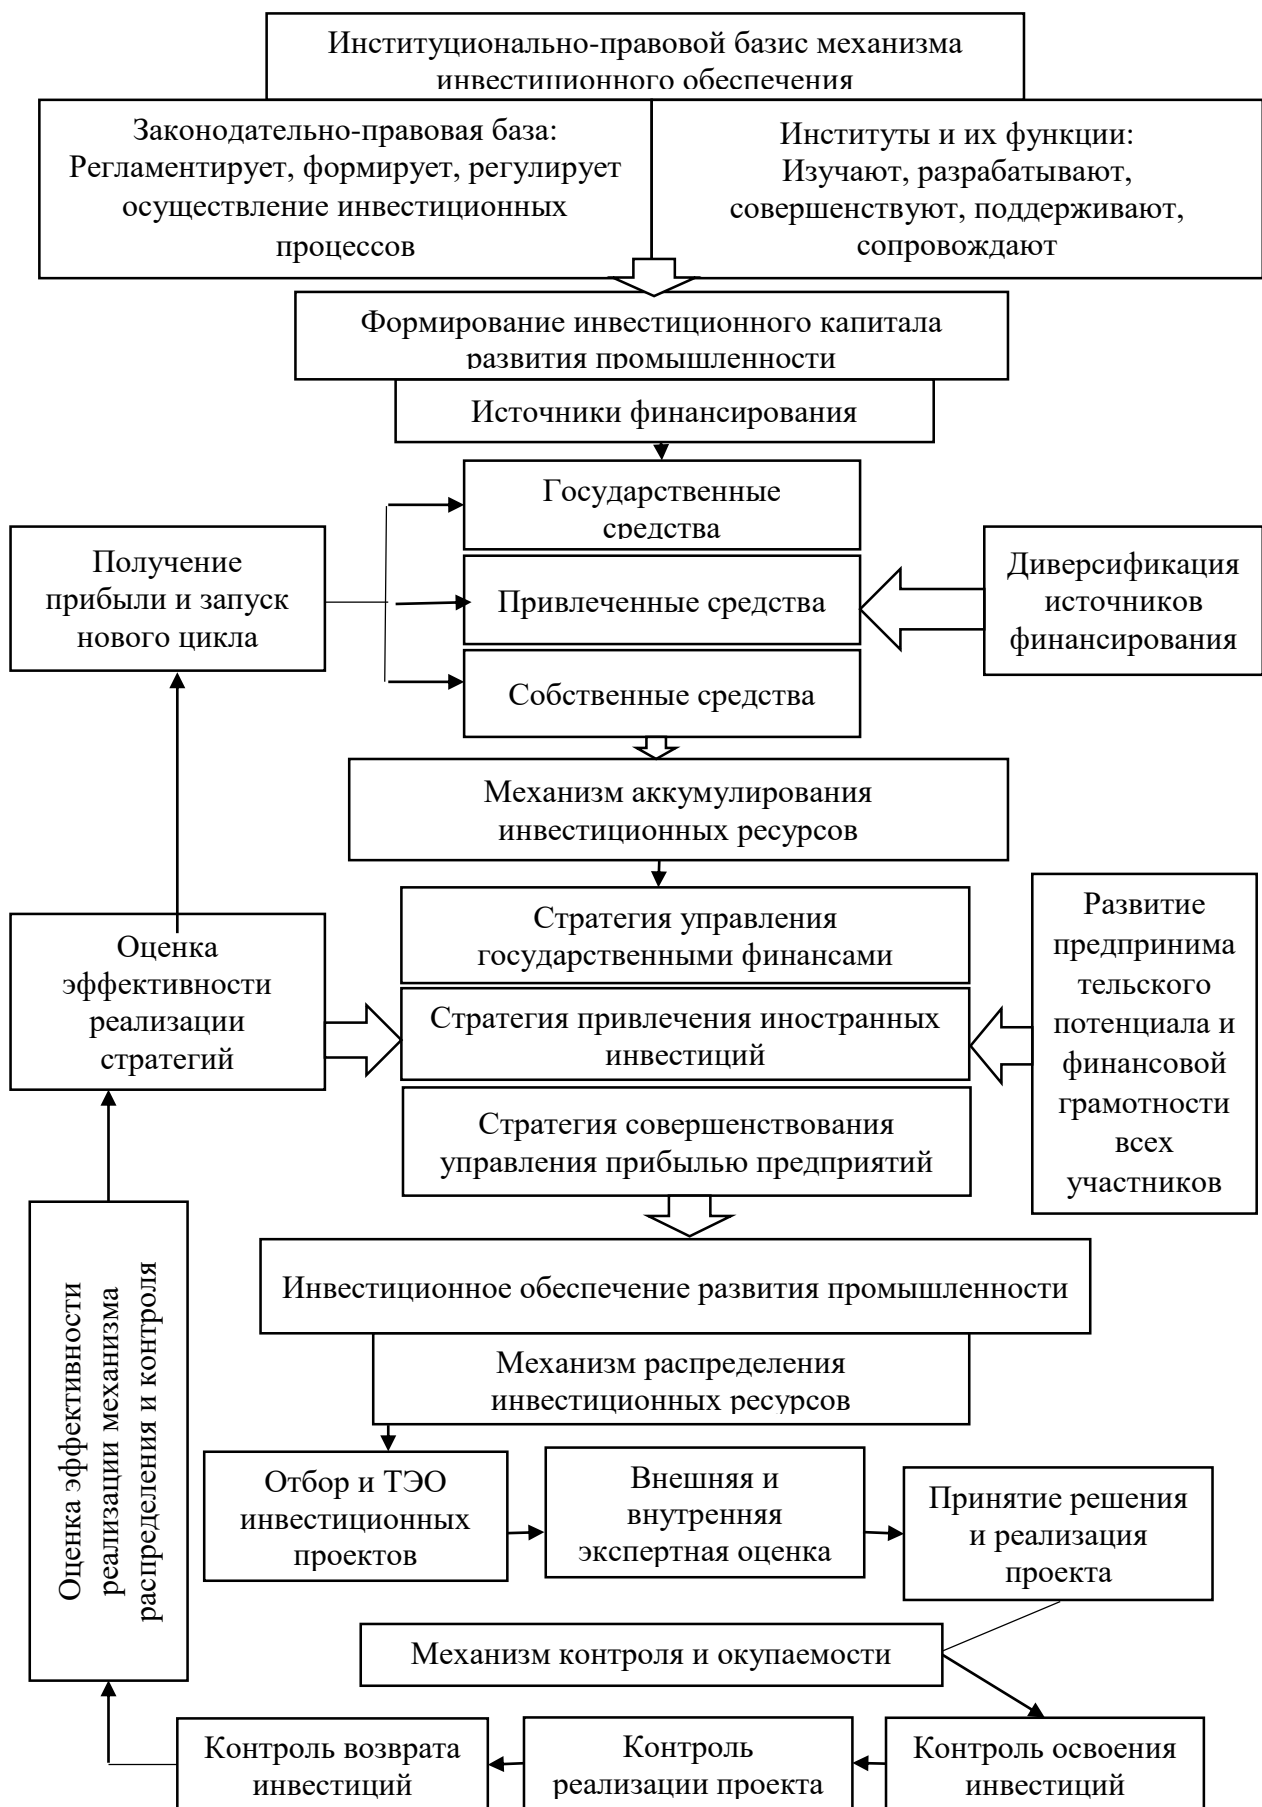 Институционально-правовой базис механизма
инвестиционного обеспечения
Законодательно-правовая база:
Регламентирует, формирует, регулирует
осуществление инвестиционных
процессов
Институты и их функции:
Изучают, разрабатывают,
совершенствуют, поддерживают,
сопровождают
Формирование инвестиционного капитала
развития промышленности
Источники финансирования
Государственные
средства
Получение
прибыли и запуск
нового цикла
Привлеченные средства
Диверсификация
источников
финансирования
Собственные средства
Механизм аккумулирования
инвестиционных ресурсов
Оценка
эффективности
реализации
стратегий
Стратегия управления
государственными финансами
Стратегия привлечения иностранных
инвестиций
Стратегия совершенствования
управления прибылью предприятий
Развитие
предпринима
тельского
потенциала и
финансовой
грамотности
всех
участников
Инвестиционное обеспечение развития промышленности
Механизм распределения
инвестиционных ресурсов
Оценка эффективности
реализации механизма
распределения и контроля
Отбор и ТЭО
инвестиционных
проектов
Внешняя и
внутренняя
экспертная оценка
Принятие решения
и реализация
проекта
Механизм контроля и окупаемости
Контроль возврата
инвестиций
Контроль
реализации проекта
Контроль освоения
инвестиций